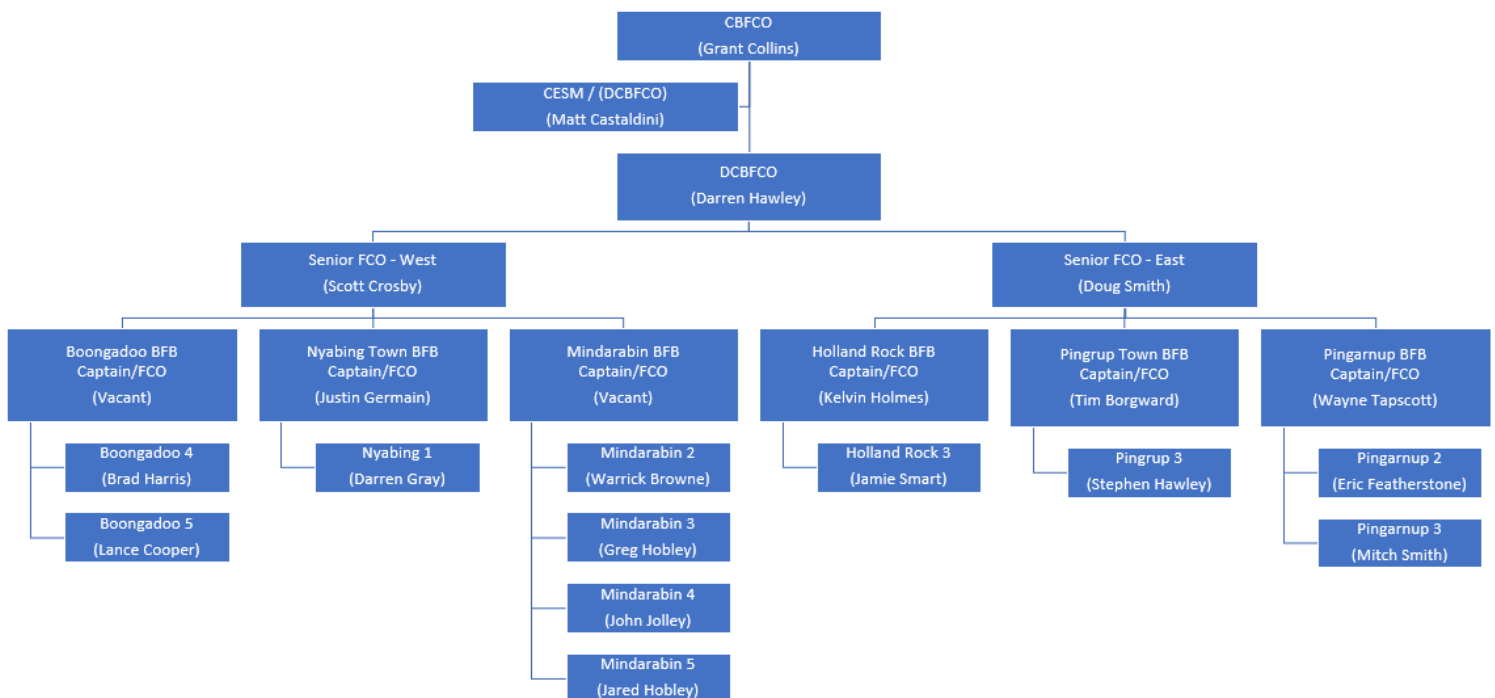 CBFCO
(Grant Collins)
CESM / (DCBFCO)
(Matt Castaldini)
DCBFCO
(Darren Hawley)
Senior FCO - West
(Scott Crosby)
Senior FCO - East
(Doug Smith)
Boongadoo BFB
Captain/FCO
(Vacant)
Nyabing Town BFB
Captain/FCO
(Justin Germain)
Mindarabin BFB
Captain/FCO
(Vacant)
Holland Rock BFB
Captain/FCO
(Kelvin Holmes)
Pingrup Town BFB
Captain/FCO
(Tim Borgward)
Pingarnup BFB
Captain/FCO
(Wayne Tapscott)
Boongadoo 4
(Brad Harris)
Boongadoo 5
(Lance Cooper)
Nyabing 1
(Darren Gray)
Mindarabin 2
(Warrick Browne)
Mindarabin 3
(Greg Hobley)
Mindarabin 4
(John Jolley)
Mindarabin 5
(Jared Hobley)
Holland Rock 3
(Jamie Smart)
Pingrup 3
(Stephen Hawley)
Pingarnup 2
(Eric Featherstone)
Pingarnup 3
(Mitch Smith)